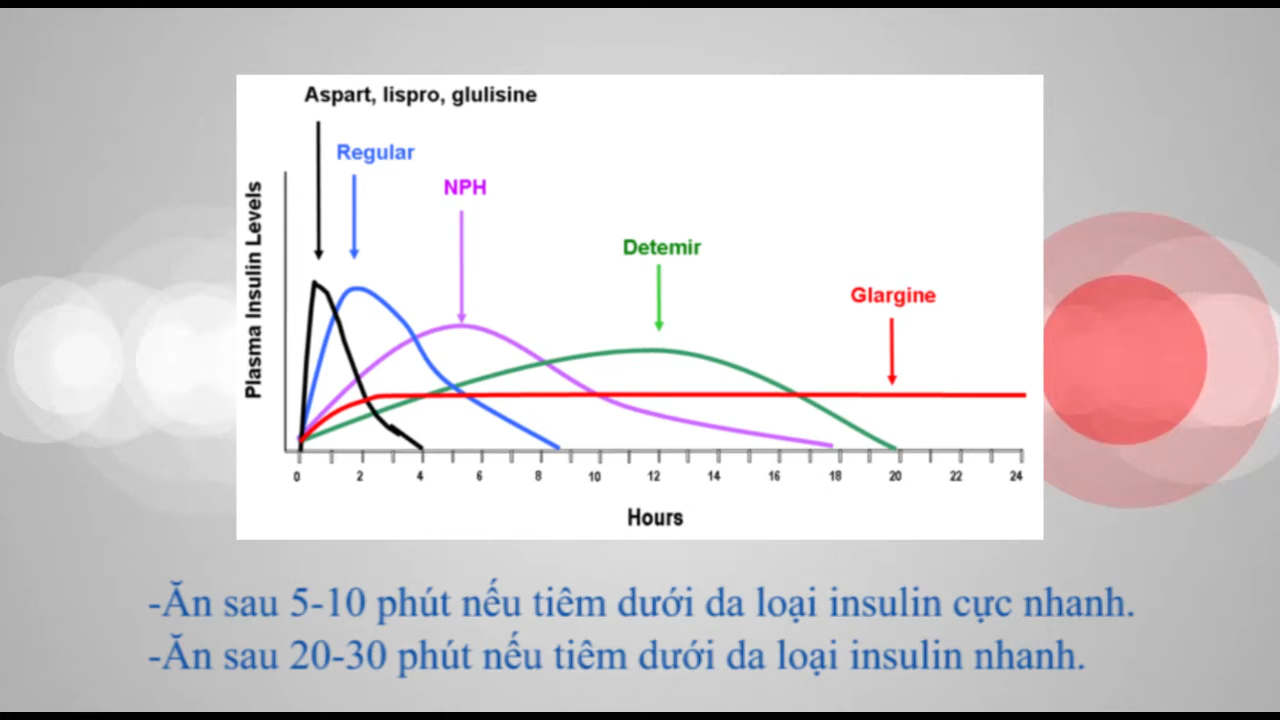 Aspart, lispro, glulisine
Regular
NPH
Detemir
Glargine
Plasma Insulin Levels
0 2 4 6 8 10 12 14 16 18 20 22 24
Hours
-Ăn sau 5-10 phút nếu tiêm dưới da loại insulin cực nhanh.
-Ăn sau 20-30 phút nếu tiêm dưới da loại insulin nhanh.